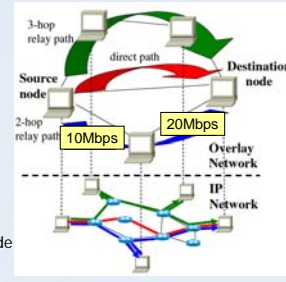 3-hop
relay path
direct path
Destination
node
Source
node
2-hop
relay path
10Mbps
20Mbps
Overlay
Network
IP
Network
de